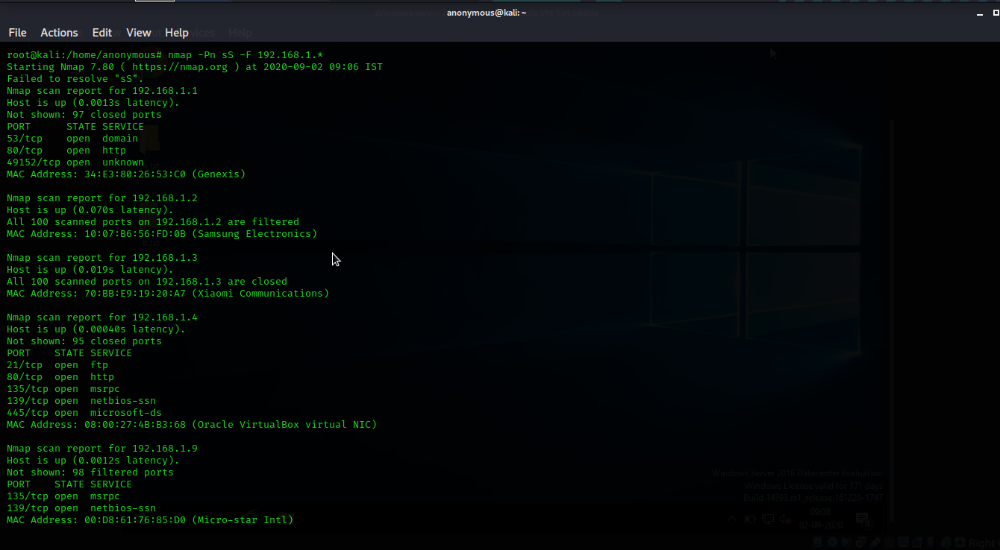 anonymous@kali: ~
File Actions Edit View Help
root@kali:/home/anonymous# nmap -Pn sS -F 192.168.1.*
Starting Nmap 7.80 ( https://nmap.org ) at 2020-09-02 09:06 IST
Failed to resolve "sS".
Nmap scan report for 192.168.1.1
Host is up (0.0013s latency).
Not shown: 97 closed ports
PORT      STATE SERVICE
53/tcp    open  domain
80/tcp    open  http
49152/tcp open  unknown
MAC Address: 34:E3:80:26:53:C0 (Genexis)

Nmap scan report for 192.168.1.2
Host is up (0.070s latency).
All 100 scanned ports on 192.168.1.2 are filtered
MAC Address: 10:07:B6:56:FD:0B (Samsung Electronics)

Nmap scan report for 192.168.1.3
Host is up (0.019s latency).
All 100 scanned ports on 192.168.1.3 are closed
MAC Address: 70:BB:E9:19:20:A7 (Xiaomi Communications)

Nmap scan report for 192.168.1.4
Host is up (0.00040s latency).
Not shown: 95 closed ports
PORT    STATE SERVICE
21/tcp  open  ftp
80/tcp  open  http
135/tcp open  msrpc
139/tcp open  netbios-ssn
445/tcp open  microsoft-ds
MAC Address: 08:00:27:4B:B3:68 (Oracle VirtualBox virtual NIC)

Nmap scan report for 192.168.1.9
Host is up (0.0012s latency).
Not shown: 98 filtered ports
PORT    STATE SERVICE
135/tcp open  msrpc
139/tcp open  netbios-ssn
MAC Address: 00:D8:61:76:85:D0 (Micro-star Intl)
Windows Server 2016 Datacenter Evaluation
Windows License valid for 171 days
Build 14393.rs1_release.161220-1747
09:08
02-09-2020
Right